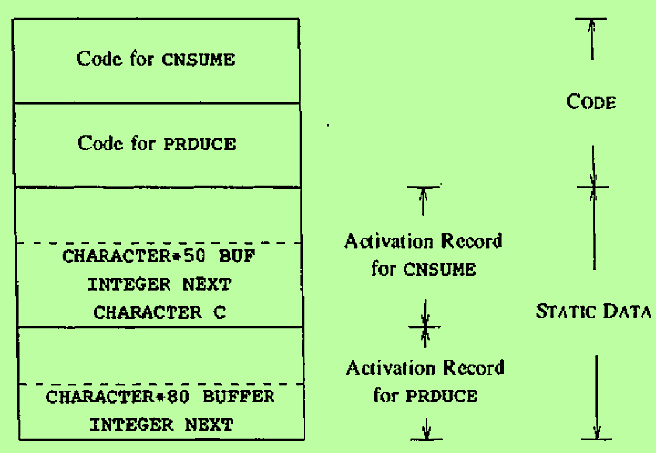 Code for CNSUME
CODE
Code for PRDUCE
CHARACTER*50 BUF
INTEGER NEXT
CHARACTER C
Activation Record
for CNSUME
STATIC DATA
CHARACTER*80 BUFFER
INTEGER NEXT
Activation Record
for PRDUCE